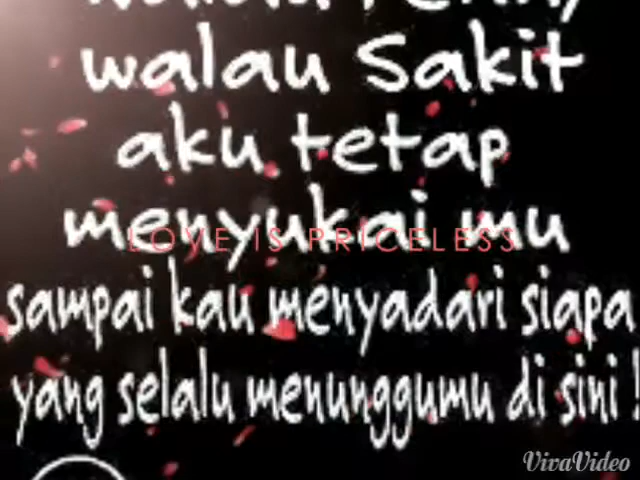 walau Sakit
aku tetap
menyukai mu
LOVE IS PRICELESS
sampai kau menyadari siapa
yang selalu menunggumu di sini !
VivaVideo